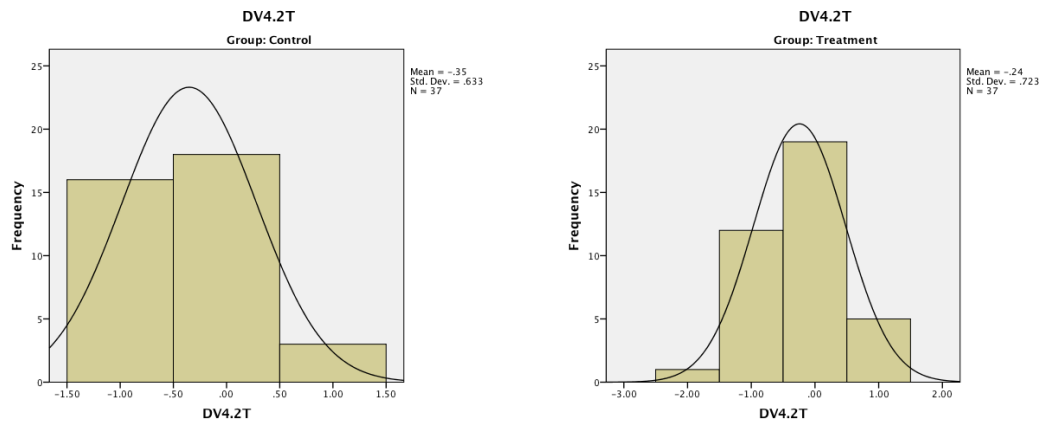 DV4.2T
Group: Control
Mean = -.35
Std. Dev. = .633
N = 37
25
20
15
10
5
0
Frequency
-1.50 -1.00 -.50 .00 .50 1.00 1.50
DV4.2T
DV4.2T
Group: Treatment
Mean = -.24
Std. Dev. = .723
N = 37
25
20
15
10
5
0
Frequency
-3.00 -2.00 -1.00 .00 1.00 2.00
DV4.2T